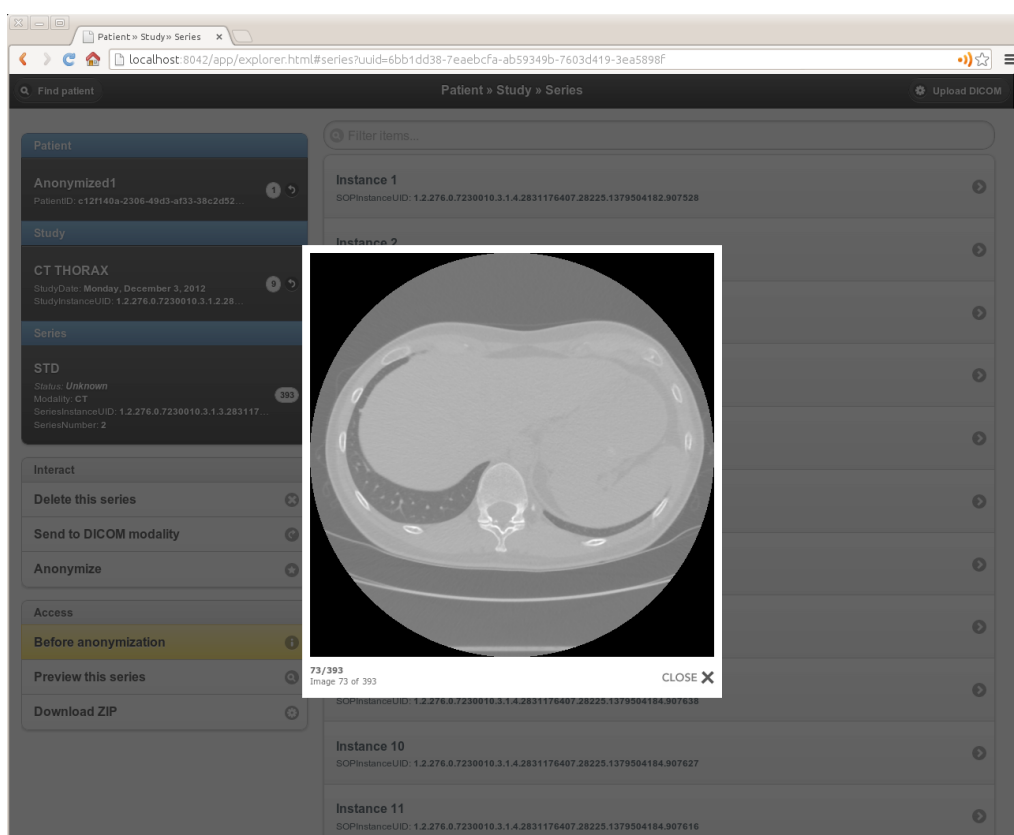 Patient » Study » Series
localhost:8042/app/explorer.html#series?uuid=6bb1dd38-7eaebcfa-ab59349b-7603d419-3ea5898f
Find patient
Patient » Study » Series
Upload DICOM
Patient
Anonymized1
1
PatientID: c12f140a-2306-49d3-af33-38c2d52...
Study
CT THORAX
9
StudyDate: Monday, December 3, 2012
StudyInstanceUID: 1.2.276.0.7230010.3.1.2.28...
Series
STD
Status: Unknown
393
Modality: CT
SeriesInstanceUID: 1.2.276.0.7230010.3.1.3.283117...
SeriesNumber: 2
Interact
Delete this series
Send to DICOM modality
Anonymize
Access
Before anonymization
Preview this series
Download ZIP
Filter items...
Instance 1
SOPInstanceUID: 1.2.276.0.7230010.3.1.4.2831176407.28225.1379504182.907528
Instance 2
73/393
Image 73 of 393
CLOSE
SOPInstanceUID: 1.2.276.0.7230010.3.1.4.2831176407.28225.1379504184.907638
Instance 10
SOPInstanceUID: 1.2.276.0.7230010.3.1.4.2831176407.28225.1379504184.907627
Instance 11
SOPInstanceUID: 1.2.276.0.7230010.3.1.4.2831176407.28225.1379504184.907616